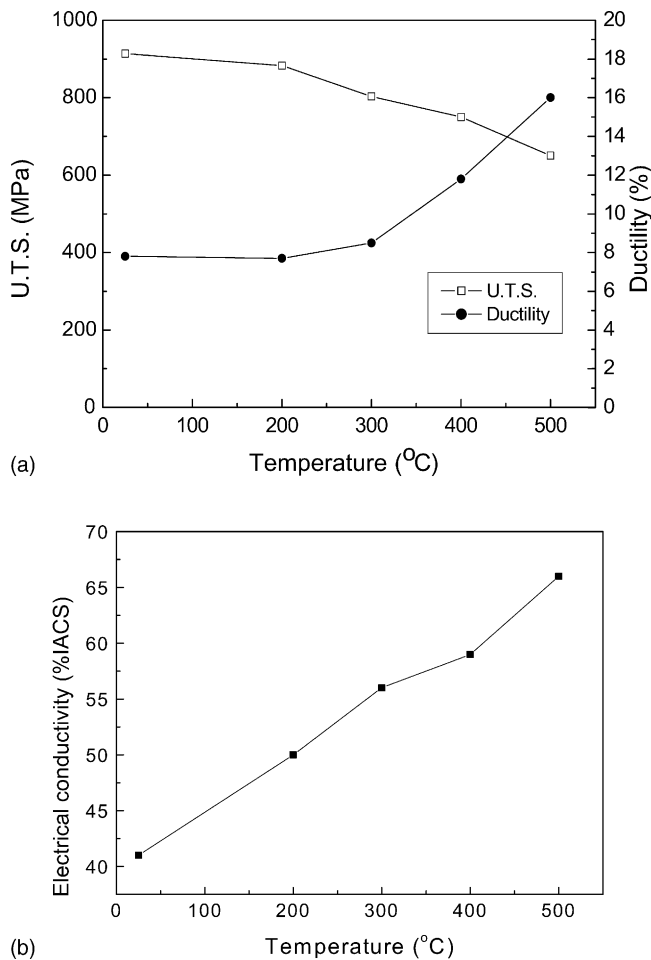 1000
800
600
400
200
0
U.T.S. (MPa)
20
18
16
14
12
10
8
6
4
2
0
Ductility (%)
U.T.S.
Ductility
0 100 200 300 400 500
Temperature (°C)
(a)
70
65
60
55
50
45
40
Electrical conductivity (%IACS)
0 100 200 300 400 500
Temperature (°C)
(b)